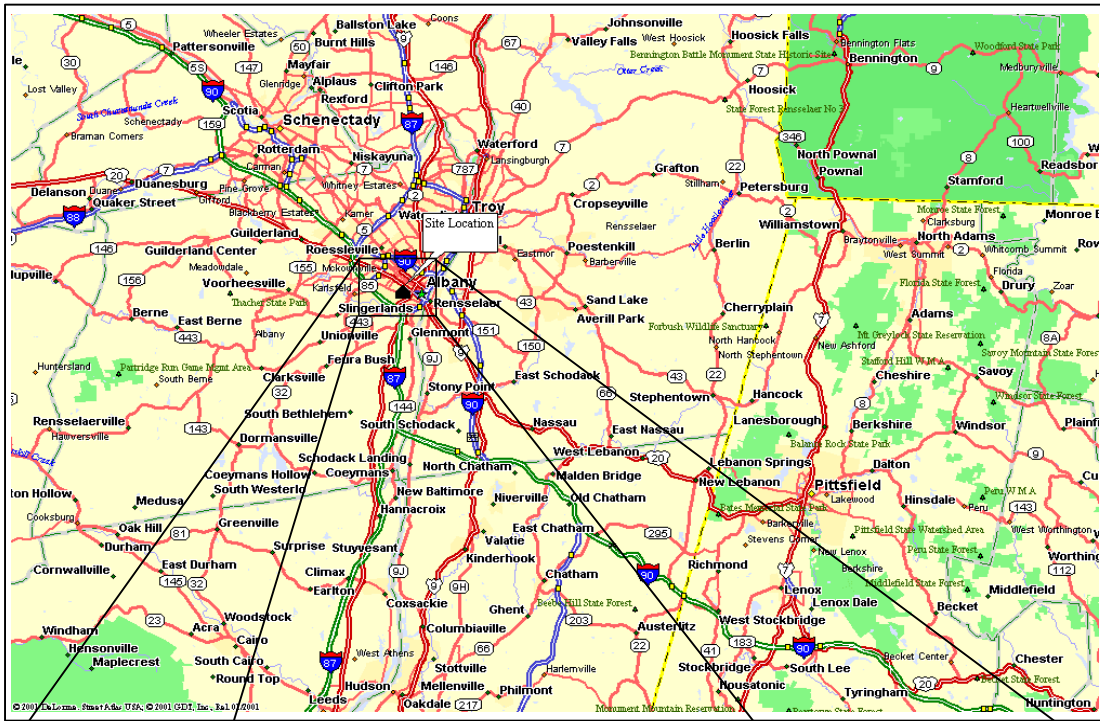 Ballston Lake
Coons
Johnsonville
Hoosick Falls
Wheeler Estates
Burnt Hills
Valley Falls
West Hoosick
Bennington Flats
Woodford State Park
Pattersonville
Bennington Battle Monument State Historic Site
Bennington
Medburyville
Mayfair
Glenridge
Alplaus
Clifton Park
Otter Creek
Lost Valley
Rexford
Hoosick
Scotia
State Forest Rensselaer No
Heartwellville
Schenectady
Schenectady
Braman Corners
Rotterdam
Niskayuna
Waterford
Lansingburgh
North Pownal
Readsbor
Carman
Grafton
Pownal
Delanson
Duane
Duanesburg
Pine Grove
Whitney Estates
Stillham
Petersburg
Stamford
Quaker Street
Gifford
Cropseyville
Blackberry Estates
Kamer
Troy
Monroe State Forest
Monroe B
Site Location
Rensselaer
Williamstown
Clarksburg
Guilderland
Guilderland Center
Roessleville
Poestenkill
Berlin
Braytonville
North Adams
Whitcomb Summit
Eastmor
Barberville
West Summit
Meadowdale
Mckownville
Florida
Voorheesville
Karlsfeld
Albany
Florida State Forest
Drury
Zoar
Thacher State Park
Slingerlands
Rensselaer
Sand Lake
Cherryplain
Berne
East Berne
Averill Park
Adams
Albany
Unionville
Glenmont
Forbush Wildlife Sanctuary
Mt Greylock State Reservation
North Hancock
New Ashford
Savoy Mountain State Forest
Huntersland
Partridge Run Game Mgmt Area
Feura Bush
North Stephentown
Stafford Hill W M A
South Berne
Clarksville
East Schodack
Cheshire
Savoy
Stony Point
Stephentown
Hancock
Windsor State Forest
South Bethlehem
Lanesborough
Berkshire
Rensselaerville
Dormansville
South Schodack
Nassau
East Nassau
Windsor
Plainfi
Balance Rock State Park
Schodack Landing
North Chatham
West Lebanon
Lebanon Springs
Dalton
Coeymans Hollow
Coeymans
Malden Bridge
New Lebanon
Pittsfield
South Westerlo
Lakewood
Medusa
New Baltimore
Niverville
Old Chatham
Hinsdale
Peru W M A
Hannacroix
Bates Memorial State Park
Peru
Cooksburg
Oak Hill
Greenville
East Chatham
Barkerville
Pittsfield State Watershed Area
West Worthington
Durham
Surprise
Stuyvesant
Valatie
Stevens Corner
New Lenox
Peru State Forest
Cornwallville
East Durham
Kinderhook
Richmond
Berkshire
Climax
Chatham
Middlefield State Forest
Middlefield
Earlton
Coxsackie
Ghent
Beebe Hill State Forest
Lenox
Lenox Dale
Becket
Woodstock
Acra
Columbiaville
Austerlitz
West Stockbridge
Windham
Cairo
Hensonville
Maplecrest
South Cairo
West Athens
Stottville
Harlemville
Stockbridge
South Lee
Becket Center
Chester
Round Top
Hudson
Mellenville
Philmont
Housatonic
Tyringham
Becket State Forest
Leeds
Oakdale
Monument Mountain Reservation
Huntington
© 2001 DeLorme. Street Atlas USA; © 2001 GDT, Inc., Rel. 01/2001